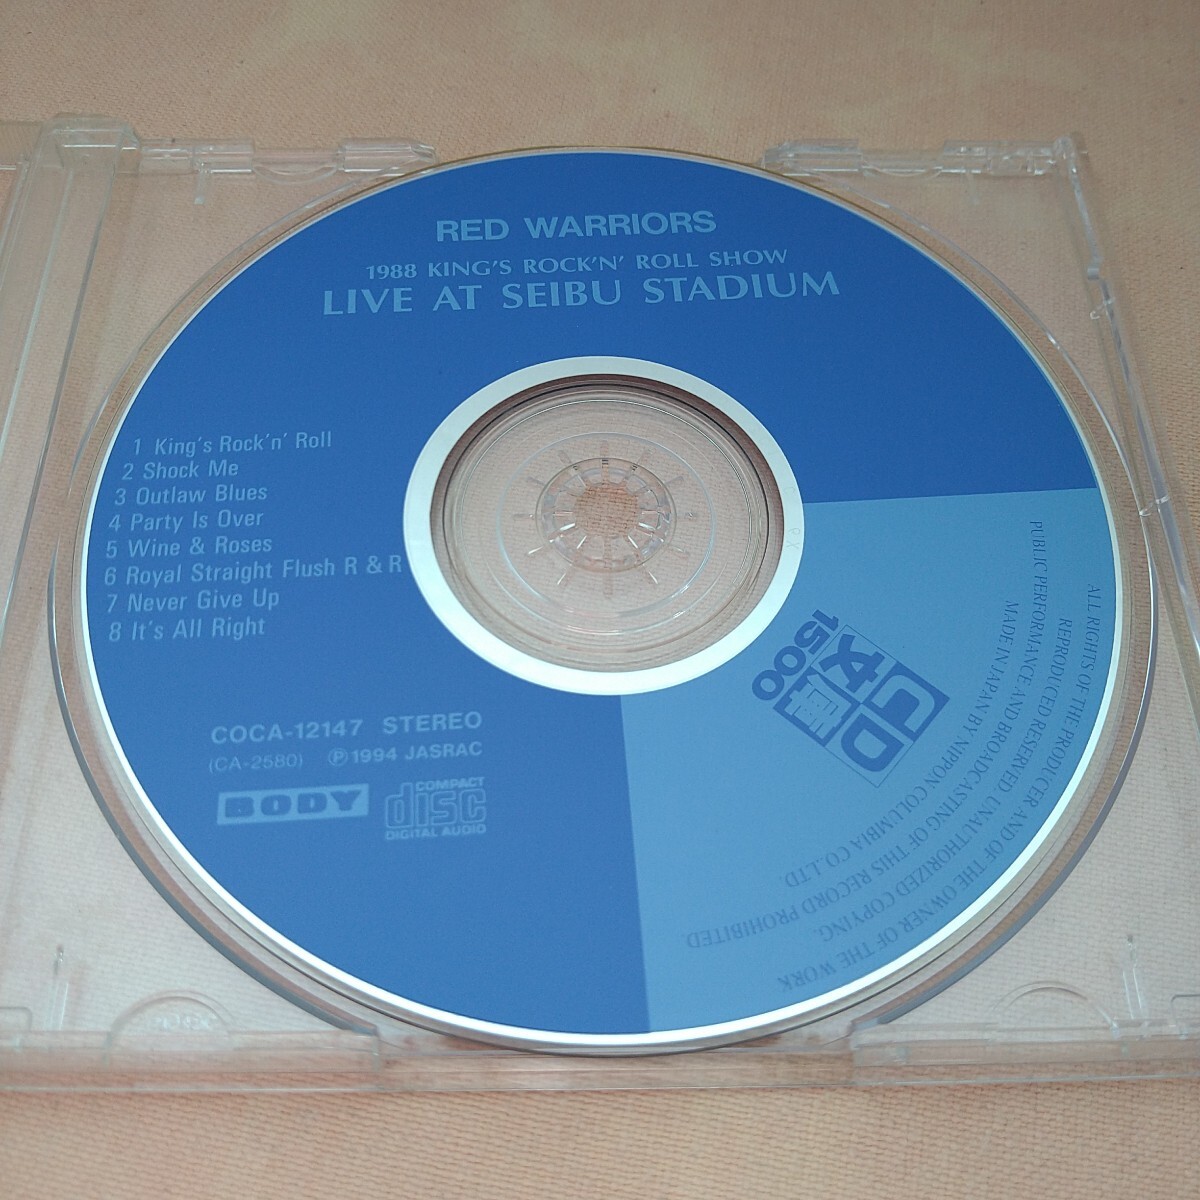 RED WARRIORS
1988 KING'S ROCK'N' ROLL SHOW
LIVE AT SEIBU STADIUM
1 King's Rock'n' Roll
2 Shock Me
3 Outlaw Blues
4 Party Is Over
5 Wine & Roses
6 Royal Straight Flush R & R
7 Never Give Up
8 It's All Right
COCA-12147 STEREO
(CA-2580) ℗1994 JASRAC
BODY
COMPACT
disc
DIGITAL AUDIO
CD
文
1500
ALL RIGHTS OF THE PRODUCER AND OF THE OWNER OF THE WORK
REPRODUCED RESERVED UNAUTHORIZED COPYING.
PUBLIC PERFORMANCE AND BROADCASTING OF THIS RECORD PROHIBITED.
MADE IN JAPAN BY NIPPON COLUMBIA CO.,LTD.